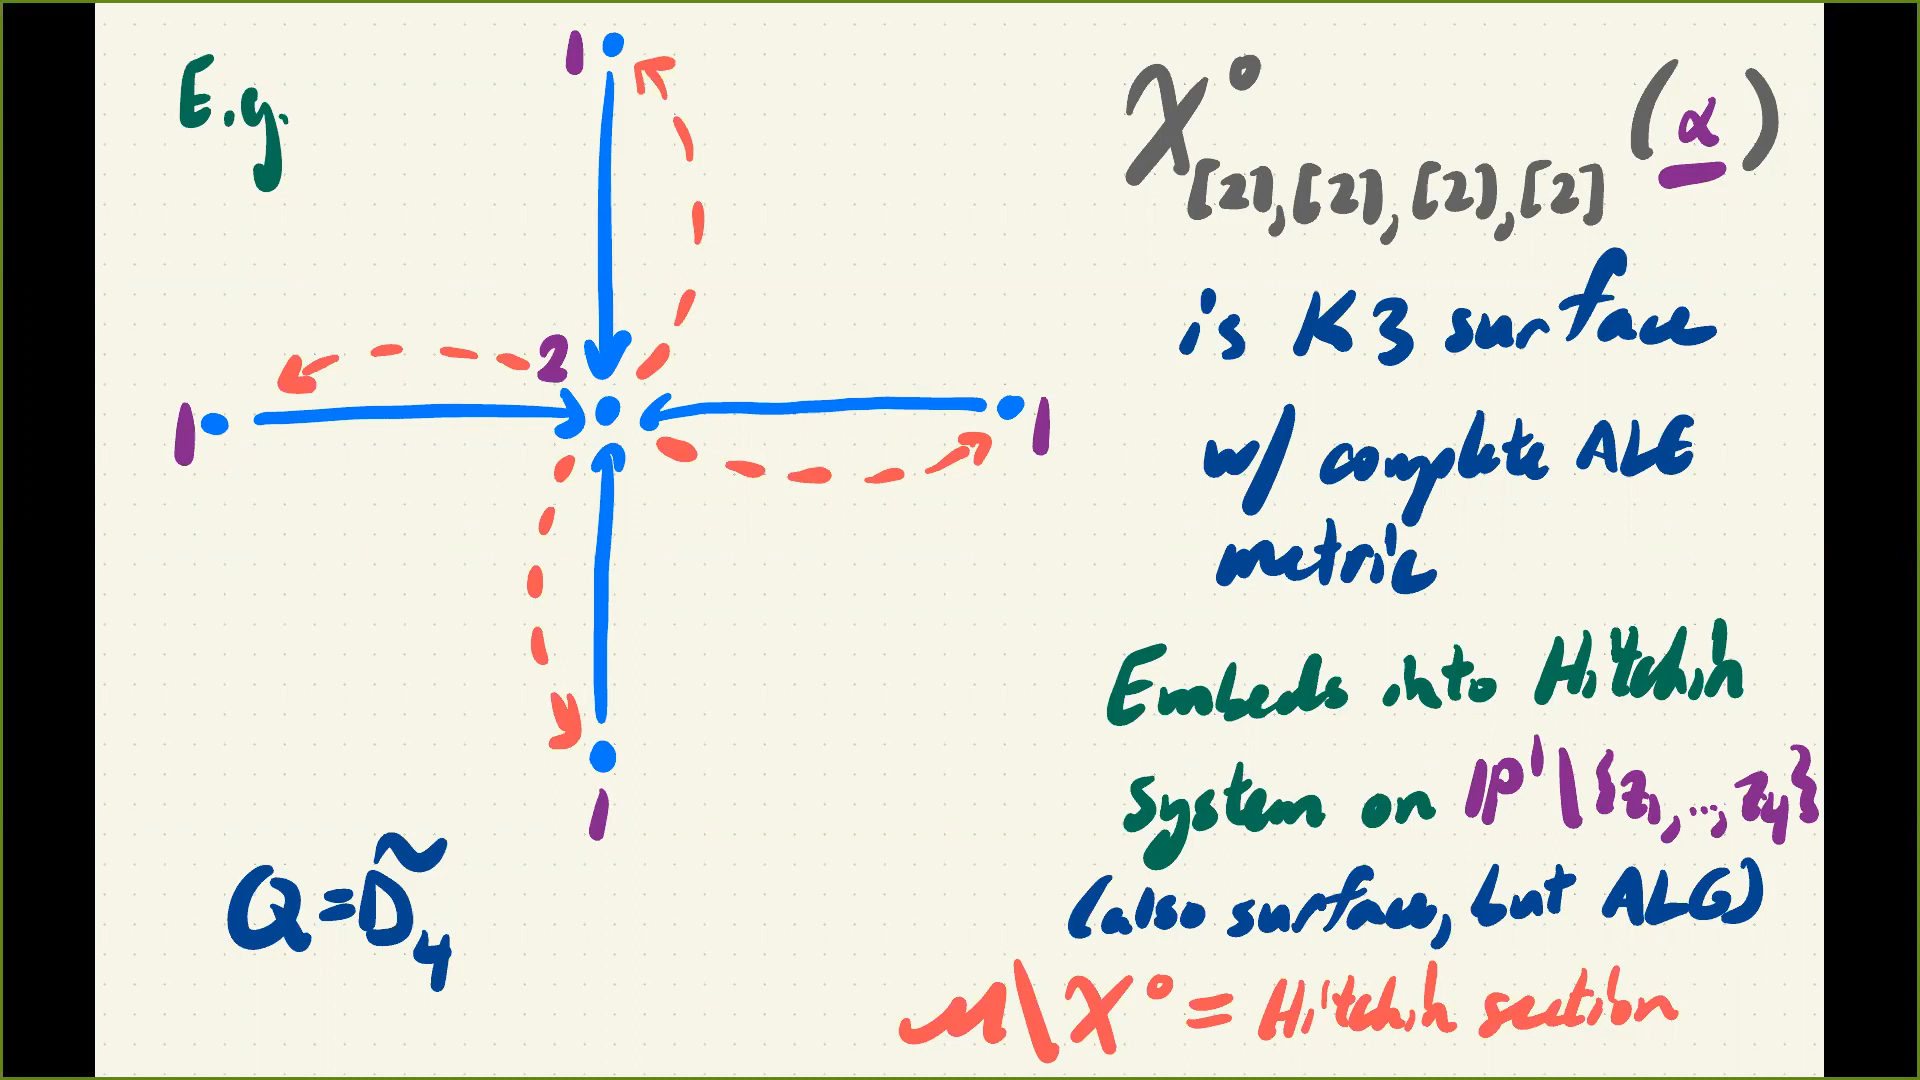 E.g.
1
2
1
1
1
Q = D̃₄
X°[2],[2],[2],[2] (α)
is K3 surface
w/ complete ALE
metric
Embeds into Hitchin
system on ℙ¹\{z₁,...,z₄}
(also surface, but ALG)
M\X° = Hitchin section